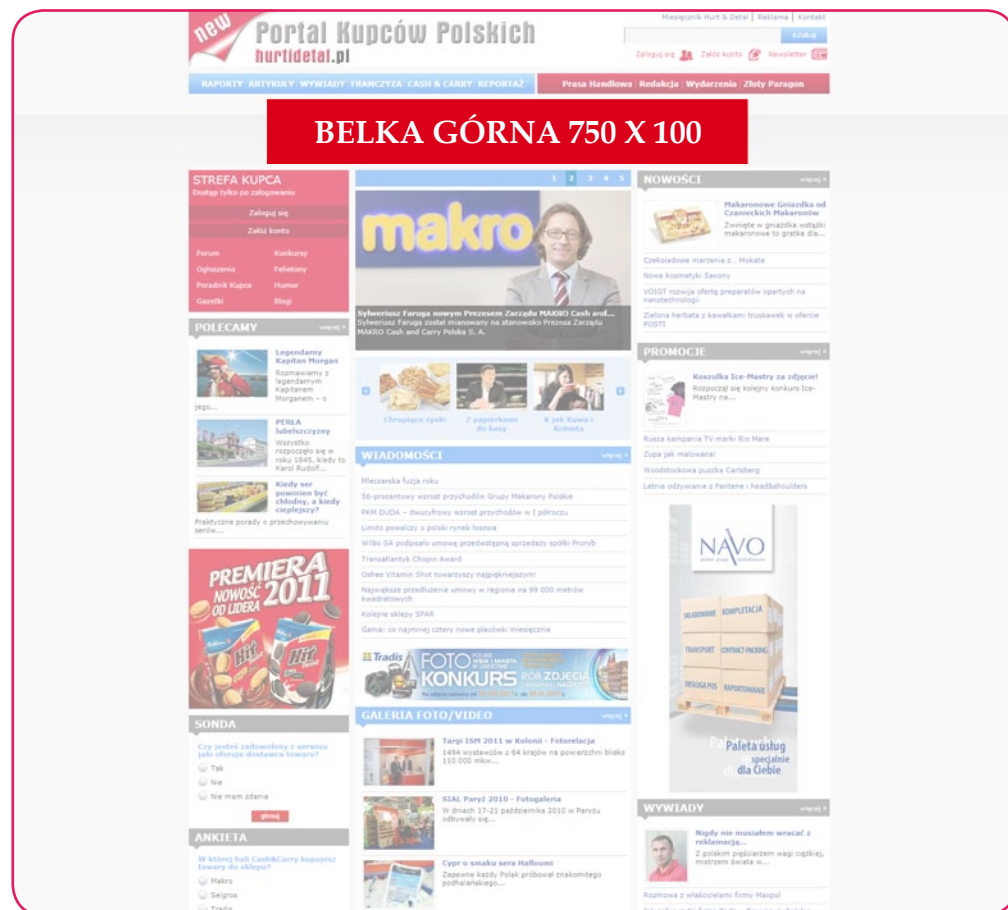 new
Portal Kupców Polskich
hurtidetal.pl
Miesięcznik Hurt & Detal | Reklama | Kontakt
szukaj
Zaloguj się Załóż konto Newsletter
RAPORTY ARTYKUŁY WYWIADY FRANCZYZA CASH & CARRY REPORTAŻ
Prasa Handlowa | Redakcja | Wydarzenia | Złoty Paragon
BELKA GÓRNA 750 X 100
STREFA KUPCA
Dostęp tylko po zalogowaniu
Zaloguj się
Załóż konto
Forum Konkursy
Ogłoszenia Felietony
Poradnik Kupca Humor
Gazetki Blogi
POLECAMY więcej »
Legendarny
Kapitan Morgan
Rozmawiamy z
legendarnym
Kapitanem
Morganem – o
jego...
PERŁA
lubelszczyzny
Wszystko
rozpoczęło się w
roku 1845, kiedy to
Karol Rudolf...
Kiedy ser
powinien być
chłodny, a kiedy
cieplejszy?
Praktyczne porady o przechowywaniu
serów...
PREMIERA
NOWOŚĆ 2011
OD LIDERA
Hit
Hit
SONDA
Czy jesteś zadowolony z serwisu
jaki oferuje dostawca towaru?
Tak
Nie
Nie mam zdania
głosuj
ANKIETA
W której hali Cash&Carry kupujesz
towary do sklepu?
Makro
Selgros
Tradis
1 2 3 4 5
makro
Sylweriusz Faruga nowym Prezesem Zarządu MAKRO Cash and...
Sylweriusz Faruga został mianowany na stanowisko Prezesa Zarządu
MAKRO Cash and Carry Polska S. A.
Chrupiące zyski
Z papierkami
do kasy
K jak Kawa i
Kobieta
WIADOMOŚCI więcej »
Mleczarska fuzja roku
56-procentowy wzrost przychodów Grupy Makarony Polskie
PKM DUDA – dwucyfrowy wzrost przychodów w I półroczu
Limito powalczy o polski rynek łososia
Wilbo SA podpisało umowę przedwstępną sprzedaży spółki Proryb
Transatlantyk Chopin Award
Oshee Vitamin Shot towarzyszy najpiękniejszym!
Największe przedłużenie umowy w regionie na 99 000 metrów
kwadratowych
Kolejne sklepy SPAR
Gama: co najmniej cztery nowe placówki miesięcznie
Tradis
FOTO
KONKURS
RÓB ZDJĘCIA
GALERIA FOTO/VIDEO więcej »
Targi ISM 2011 w Kolonii - Fotorelacja
1494 wystawców z 64 krajów na powierzchni blisko
110 000 mkw...
SIAL Paryż 2010 - Fotogaleria
W dniach 17-21 października 2010 w Paryżu
odbywały się...
Cypr o smaku sera Halloumi
Zapewne każdy Polak próbował znakomitego
podhalańskiego...
NOWOŚCI więcej »
Makaronowe Gniazdka od
Czanieckich Makaronów
Zwinięte w gniazdka wstążki
makaronowe to gratka dla...
Czekoladowe marzenia z... Mokate
Nowe kosmetyki Savony
VOIGT rozwija ofertę preparatów opartych na
nanotechnologi
Zielona herbata z kawałkami truskawek w ofercie
POSTI
PROMOCJE więcej »
Koszulka Ice-Mastry za zdjęcie!
Rozpoczął się kolejny konkurs Ice-
Mastry na...
Rusza kampania TV marki Rio Mare
Zupa jak malowana!
Woodstockowa puszka Carlsberg
Letnie odżywianie z Pantene i head&shoulders
NAVO
SKŁADOWANIE KOMPLETACJA
TRANSPORT CONTRACT-PACKING
OBSŁUGA POS RAPORTOWANIE
Paleta usług
specjalnie
dla Ciebie
WYWIADY więcej »
Nigdy nie musiałem wracać z
reklamacją...
Z polskim pięściarzem wagi ciężkiej,
mistrzem świata w...
Rozmowa z właścicielami firmy Maxpol